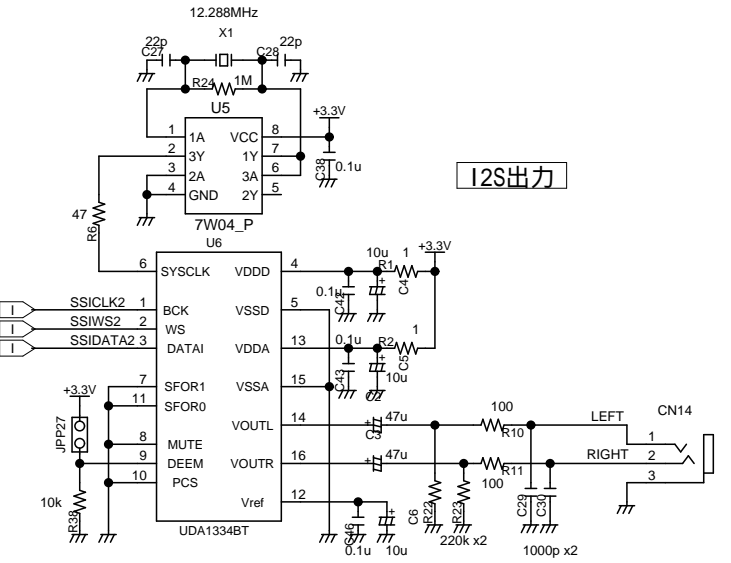 12.288MHz
X1
22p
C27
C28
22p
R24
1M
U5
+3.3V
1
1A
VCC
8
2
3Y
1Y
7
3
2A
3A
6
4
GND
2Y
5
C38
0.1u
7W04_P
I2S出力
47
R6
U6
10u
1
+3.3V
R1
C4
6
SYSCLK
VDDD
4
0.1u
C42
SSICLK2
1
BCK
VSSD
5
SSIWS2
2
WS
SSIDATA2
3
DATAI
VDDA
13
0.1u
R2
1
C5
C43
10u
C2
7
SFOR1
VSSA
15
11
SFOR0
+3.3V
JPP27
VOUTL
14
47u
C3
100
R10
LEFT
CN14
1
8
MUTE
9
DEEM
VOUTR
16
47u
R11
100
RIGHT
2
10
PCS
3
10k
R38
Vref
12
C46
0.1u
10u
C6
R22
R23
220k x2
C29
C30
1000p x2
UDA1334BT
I
I
I